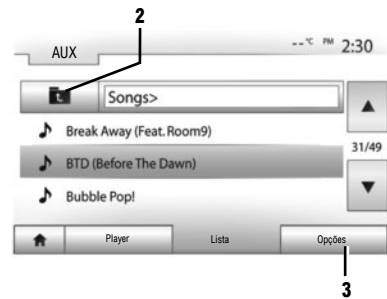 2
AUX
--°C PM 2:30
Songs>
Break Away (Feat. Room9)
31/49
BTD (Before The Dawn)
Bubble Pop!
Player Lista Opções
3